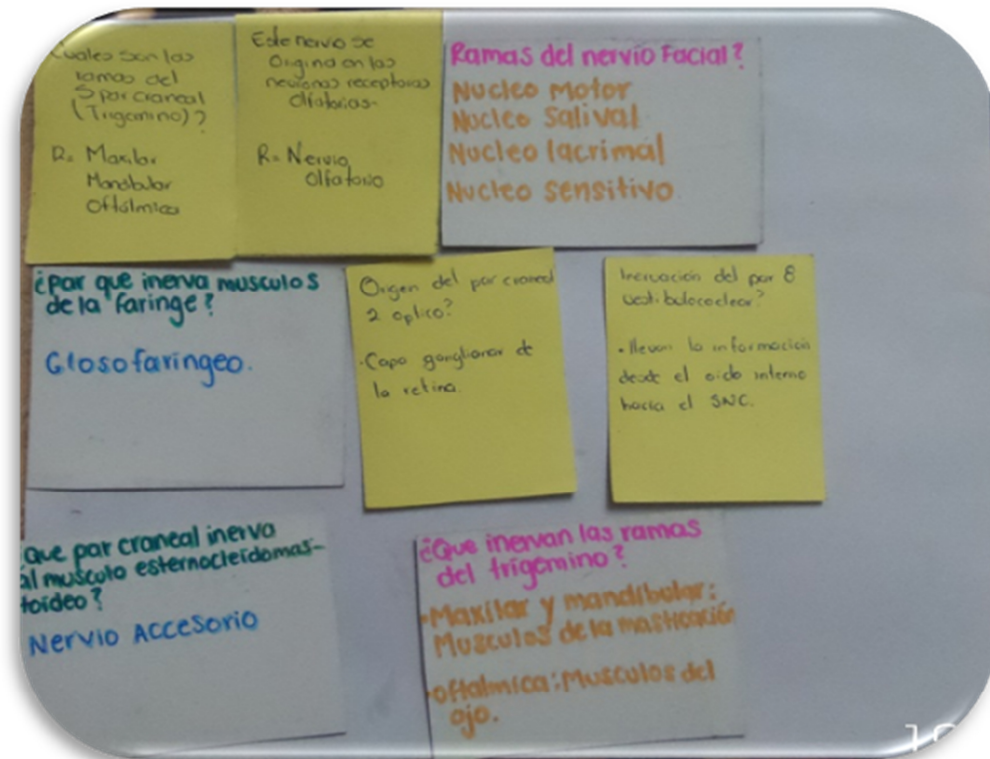 Cuales son las
ramas del
5 par craneal
(Trigemino)?
R= Maxilar
Mandibular
Oftálmica
Este nervio se
Origina en las
neuronas receptoras
olfatorias-
R= Nervio
Olfatorio
Ramas del nervio Facial?
Nucleo Motor
Nucleo Salival
Nucleo lacrimal
Nucleo Sensitivo
¿Par que inerva musculos
de la faringe?
Glosofaringeo.
Origen del par craneal
2 optico?
·Capa ganglionar de
la retina.
Inervación del par 8
vestibulococlear?
·llevan la información
desde el oido interno
hacia el SNC.
Que par craneal inerva
al musculo esternocleidomas-
toideo?
Nervio Accesorio
¿Que inervan las ramas
del trigemino?
·Maxilar y mandibular:
Musculos de la masticación
·oftalmica: Musculos del
ojo.